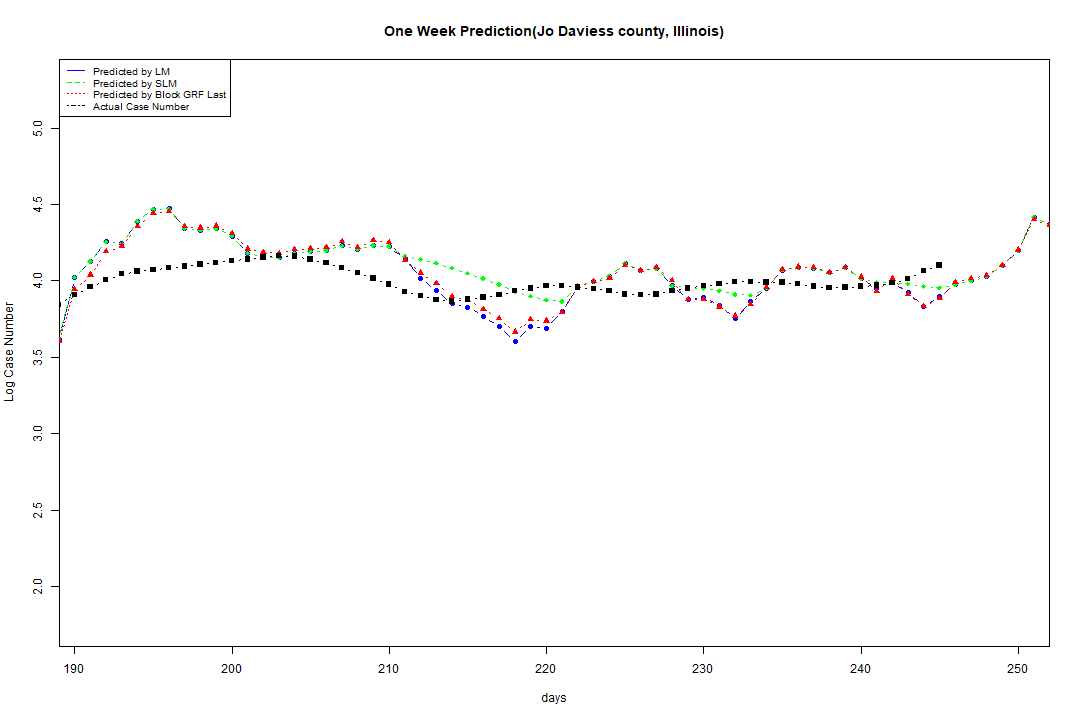 One Week Prediction(Jo Daviess county, Illinois)
Predicted by LM
Predicted by SLM
Predicted by Block GRF Last
Actual Case Number
5.0
4.5
4.0
3.5
3.0
2.5
2.0
Log Case Number
190 200 210 220 230 240 250
days